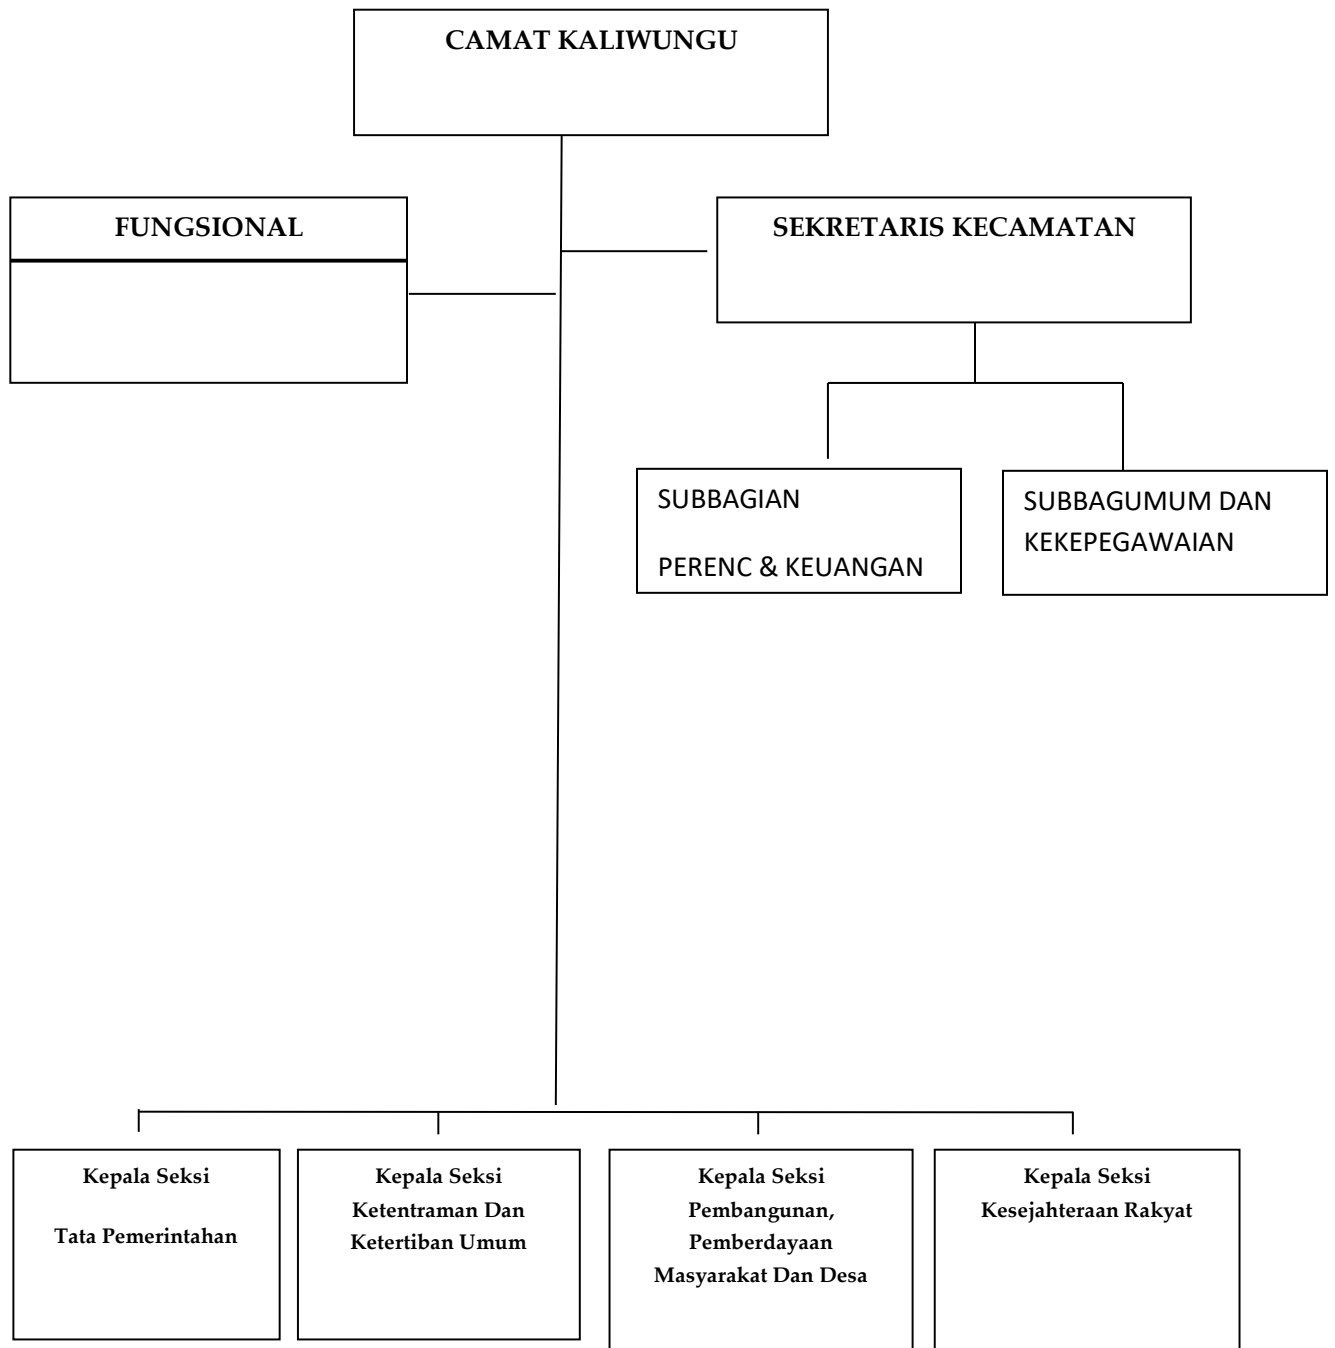 CAMAT KALIWUNGU
FUNGSIONAL
SEKRETARIS KECAMATAN
SUBBAGIAN
PERENC & KEUANGAN
SUBBAGUMUM DAN
KEKEPEGAWAIAN
Kepala Seksi
Tata Pemerintahan
Kepala Seksi
Ketentraman Dan
Ketertiban Umum
Kepala Seksi
Pembangunan,
Pemberdayaan
Masyarakat Dan Desa
Kepala Seksi
Kesejahteraan Rakyat